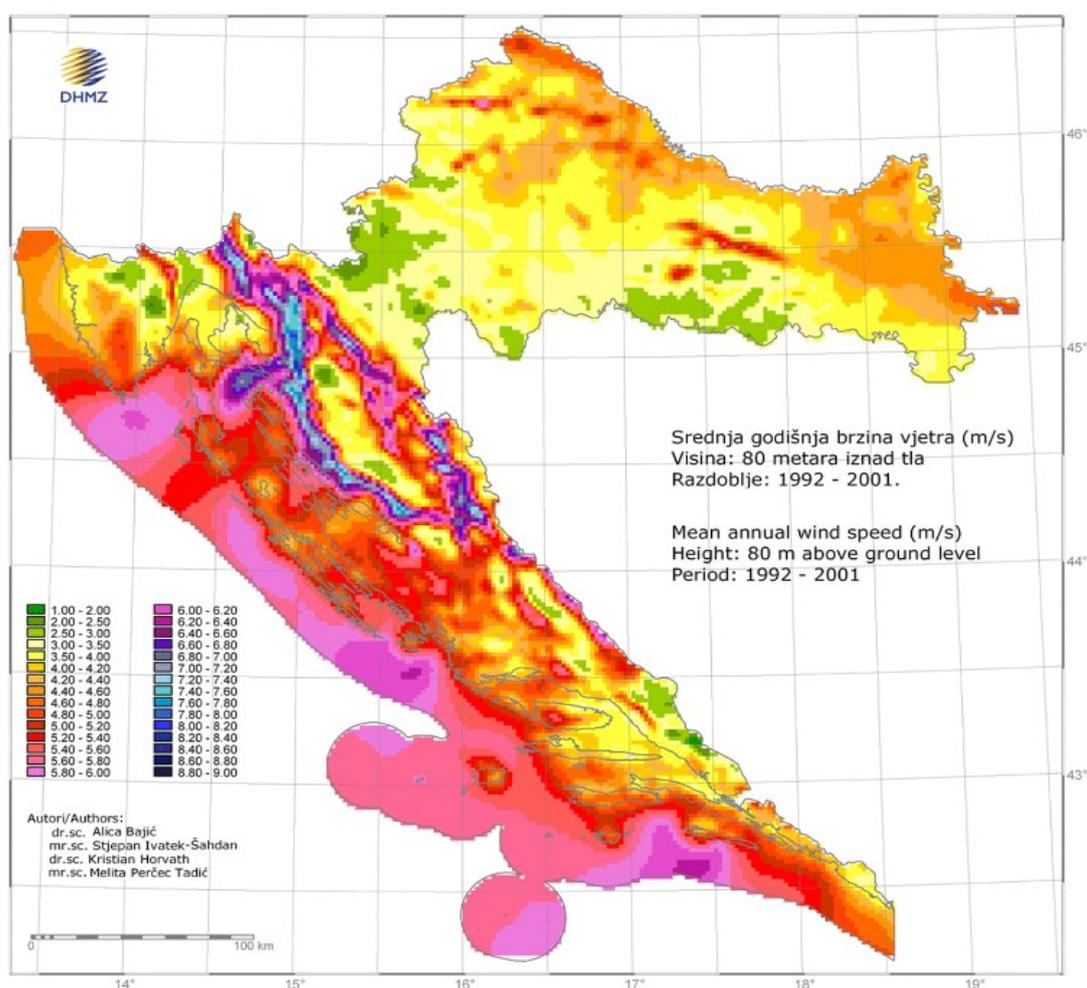 DHMZ
46°
45°
Srednja godišnja brzina vjetra (m/s)
Visina: 80 metara iznad tla
Razdoblje: 1992 - 2001.
Mean annual wind speed (m/s)
Height: 80 m above ground level
Period: 1992 - 2001
44°
1.00 - 2.00
2.00 - 2.50
2.50 - 3.00
3.00 - 3.50
3.50 - 4.00
4.00 - 4.20
4.20 - 4.40
4.40 - 4.60
4.60 - 4.80
4.80 - 5.00
5.00 - 5.20
5.20 - 5.40
5.40 - 5.60
5.60 - 5.80
5.80 - 6.00
6.00 - 6.20
6.20 - 6.40
6.40 - 6.60
6.60 - 6.80
6.80 - 7.00
7.00 - 7.20
7.20 - 7.40
7.40 - 7.60
7.60 - 7.80
7.80 - 8.00
8.00 - 8.20
8.20 - 8.40
8.40 - 8.60
8.60 - 8.80
8.80 - 9.00
43°
Autori/Authors:
dr.sc. Alica Bajić
mr.sc. Stjepan Ivatek-Šahdan
dr.sc. Kristian Horvath
mr.sc. Melita Perčec Tadić
0 100 km
14° 15° 16° 17° 18° 19°